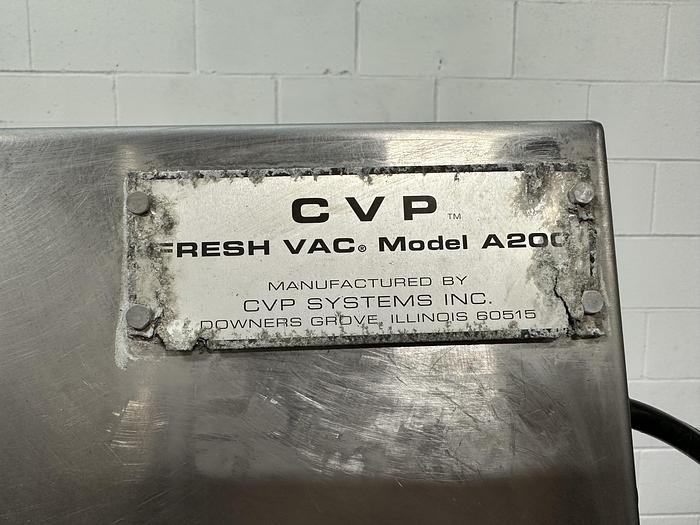 CVP™
FRESH VAC® Model A200
MANUFACTURED BY
CVP SYSTEMS INC.
DOWNERS GROVE, ILLINOIS 60515